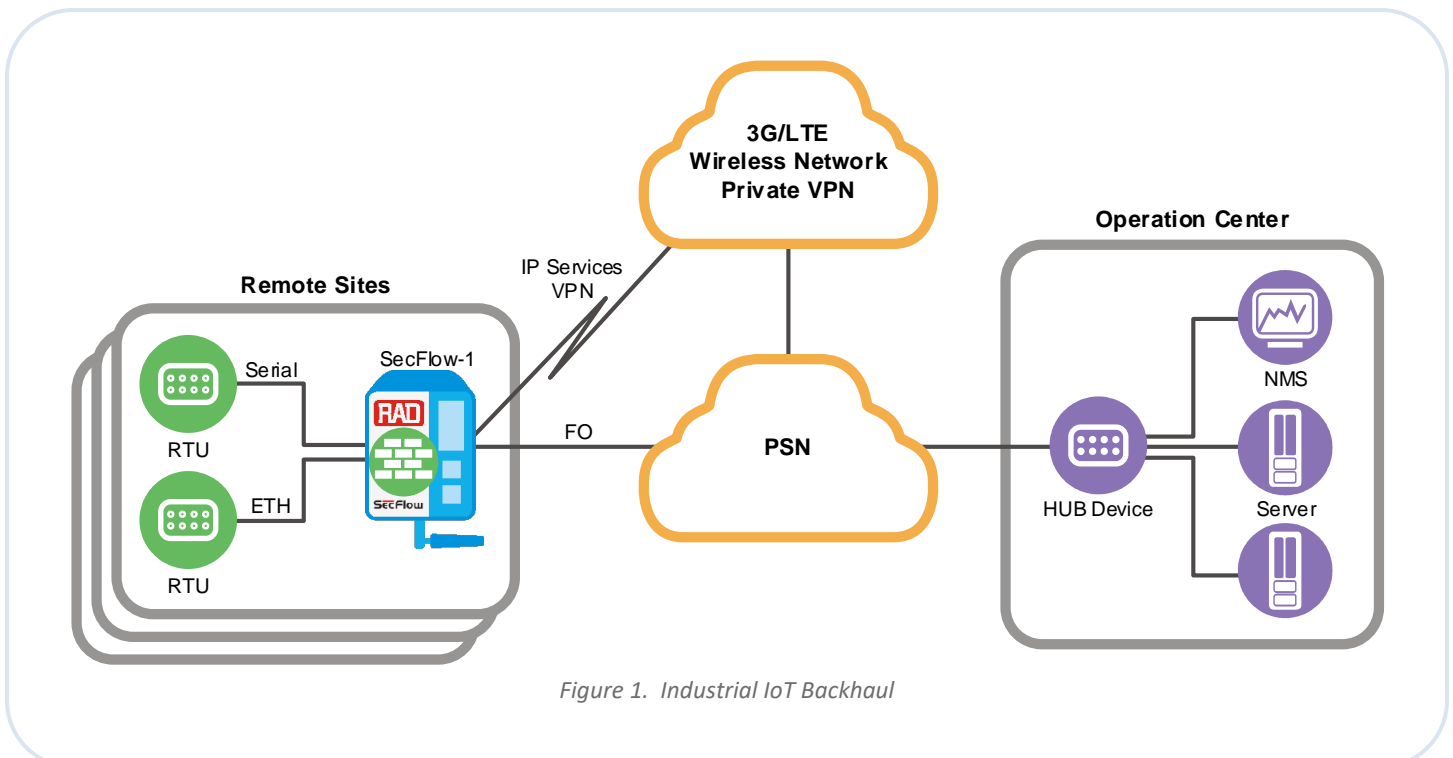 3G/LTE
Wireless Network
Private VPN
Operation Center
IP Services
VPN
Remote Sites
SecFlow-1
Serial
RAD
NMS
RTU
FO
PSN
ETH
SecFlow
HUB Device
Server
RTU
Figure 1. Industrial IoT Backhaul